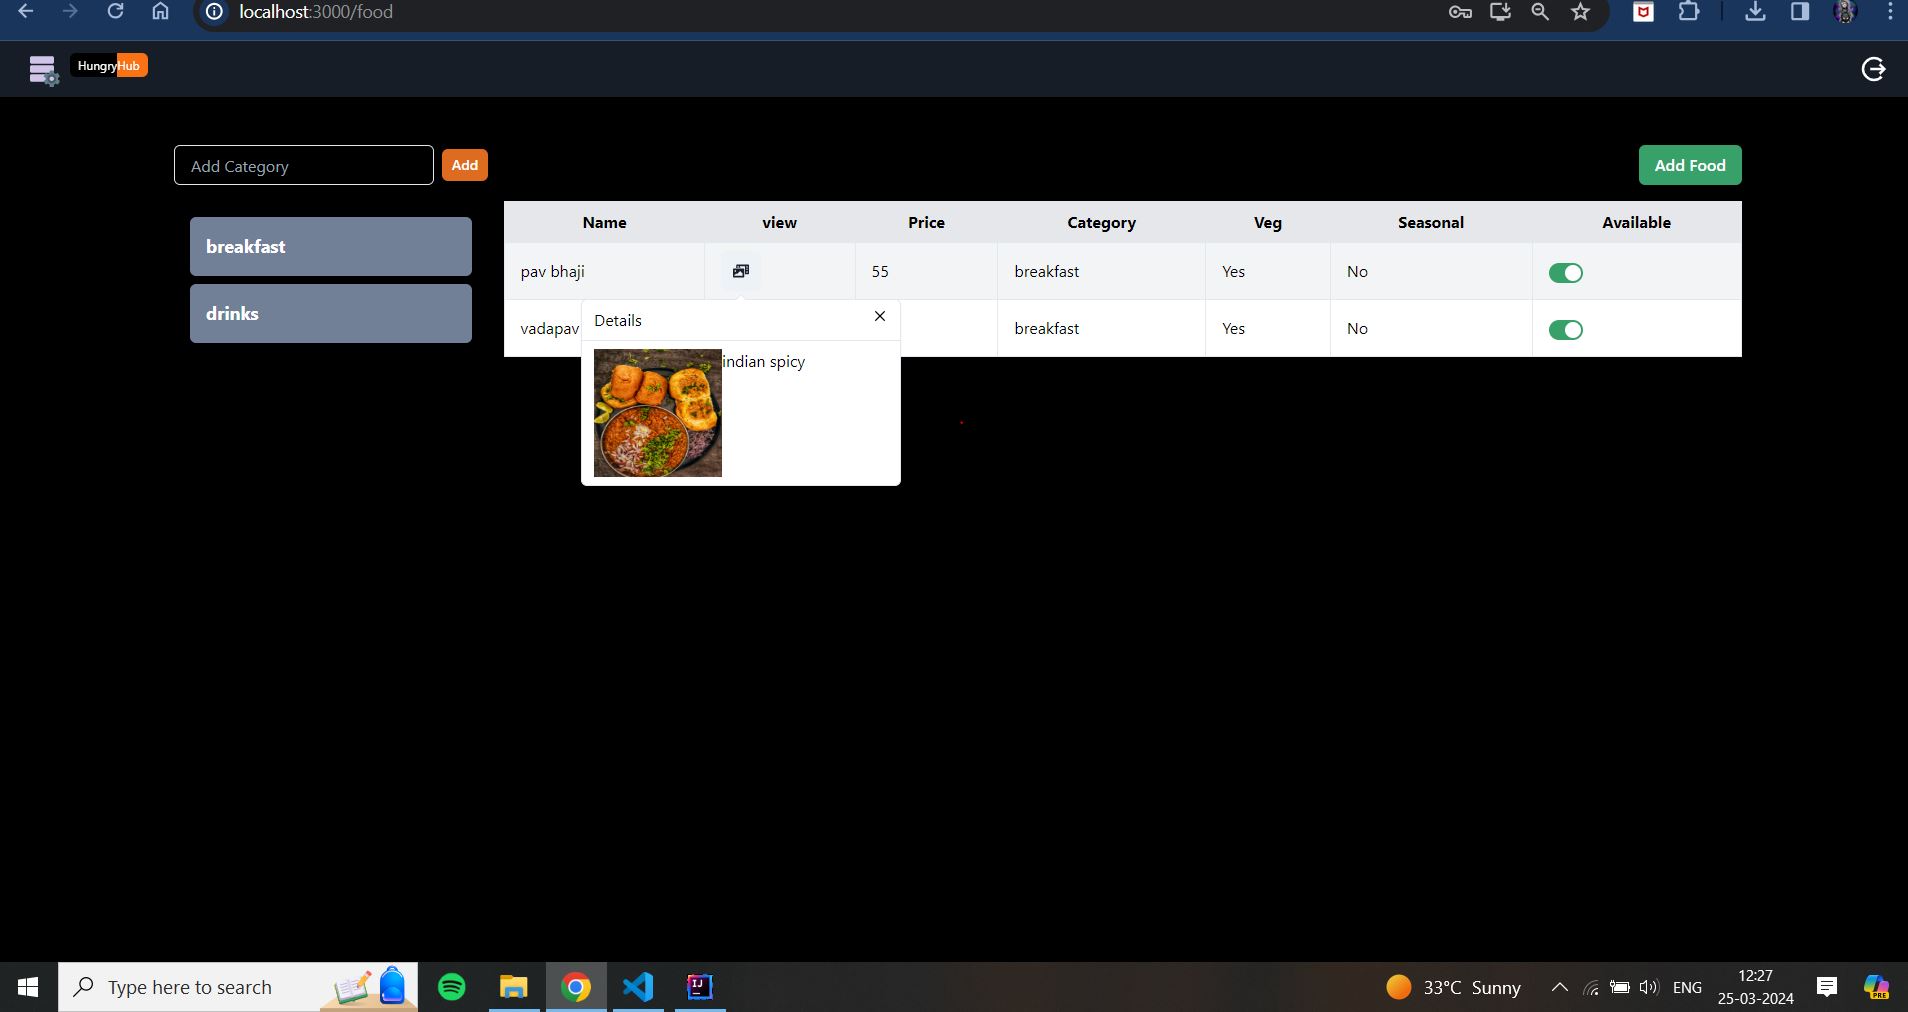 localhost:3000/food
HungryHub
Add Category
Add
Add Food
breakfast
drinks
Name view Price Category Veg Seasonal Available
pav bhaji 55 breakfast Yes No
vadapav breakfast Yes No
Details
indian spicy
Type here to search
IJ
33°C Sunny
ENG
12:27
25-03-2024
PRE